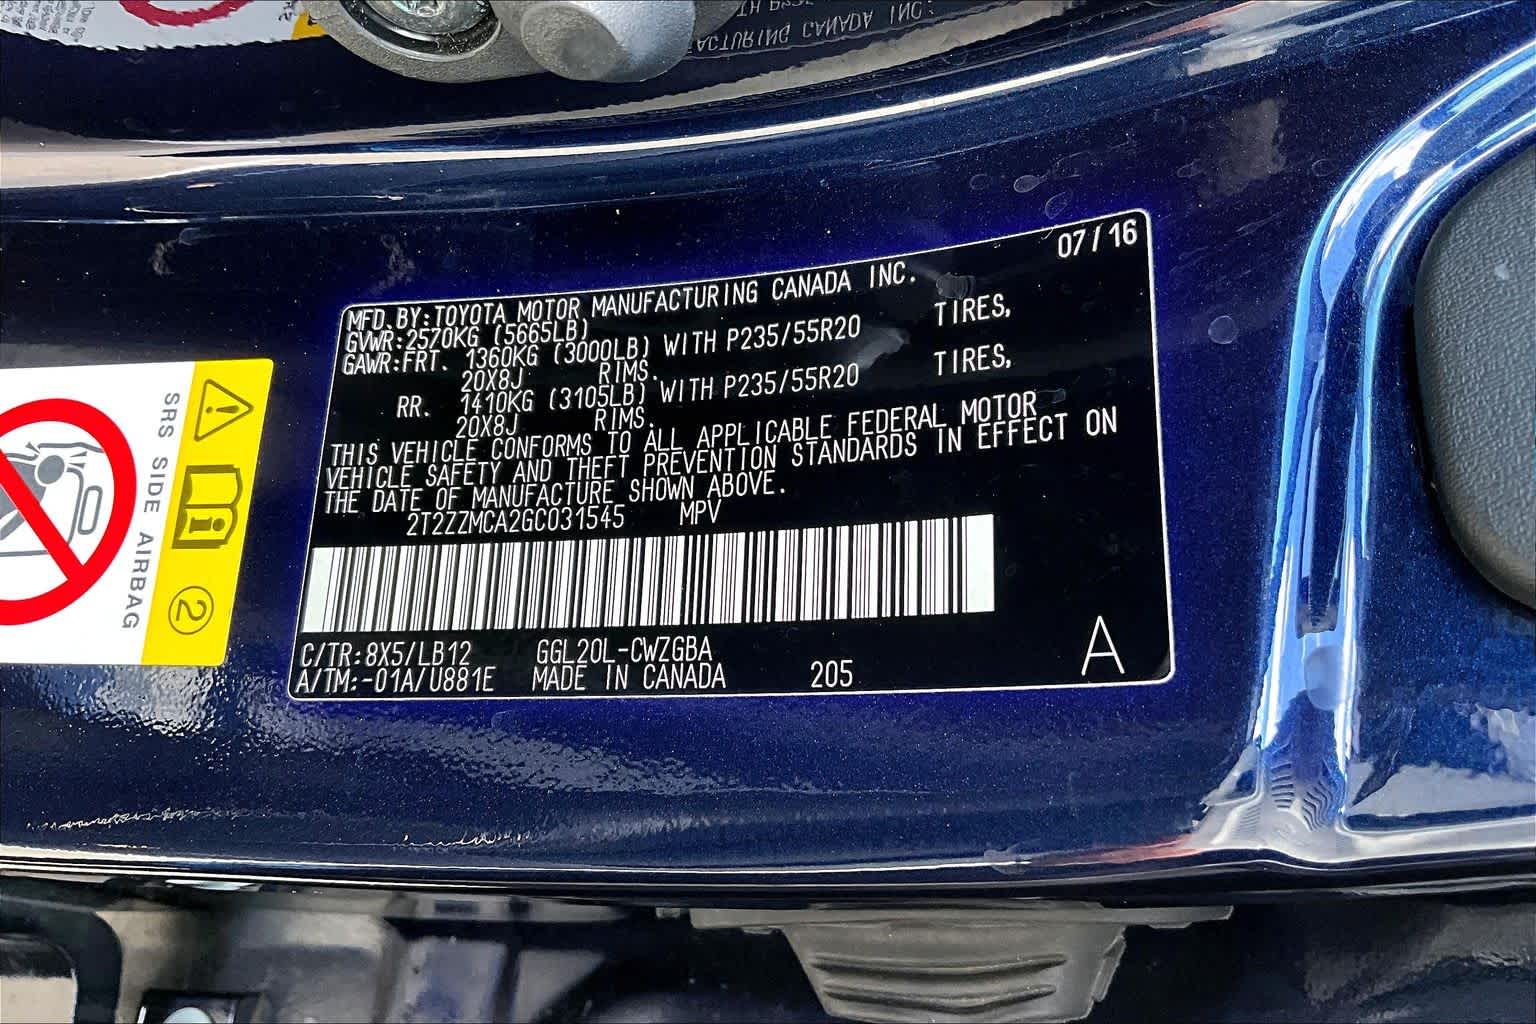 07/16
MFD.BY:TOYOTA MOTOR MANUFACTURING CANADA INC.
GVWR:2570KG (5665LB)
GAWR:FRT. 1360KG (3000LB) WITH P235/55R20 TIRES,
20X8J RIMS.
RR. 1410KG (3105LB) WITH P235/55R20 TIRES,
20X8J RIMS.
THIS VEHICLE CONFORMS TO ALL APPLICABLE FEDERAL MOTOR
VEHICLE SAFETY AND THEFT PREVENTION STANDARDS IN EFFECT ON
THE DATE OF MANUFACTURE SHOWN ABOVE.
2T2ZZMCA2GC031545 MPV
C/TR:8X5/LB12 GGL20L-CWZGBA
A/TM:-01A/U881E MADE IN CANADA 205 A
SRS SIDE AIRBAG
2